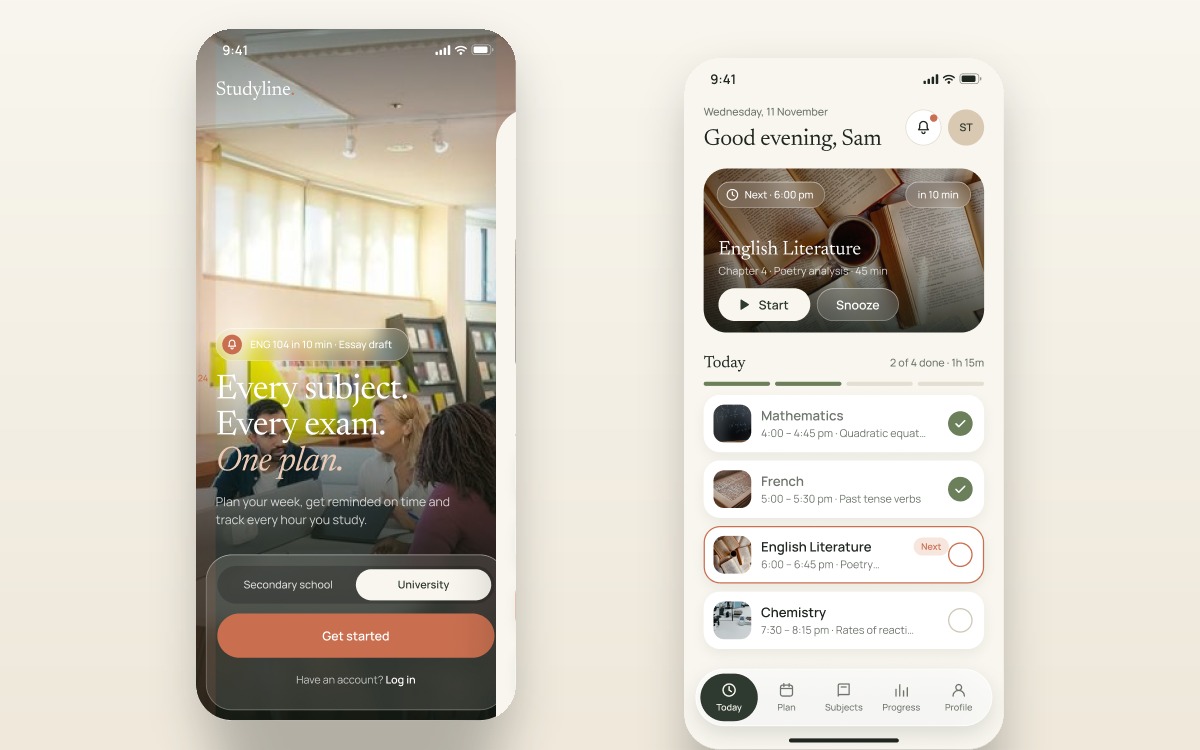 9:41
Studyline
ENG 104 in 10 min · Essay draft
24
Every subject.
Every exam.
One plan.
Plan your week, get reminded on time and
track every hour you study.
Secondary school
University
Get started
Have an account? Log in
9:41
Wednesday, 11 November
Good evening, Sam
ST
Next · 6:00 pm
in 10 min
English Literature
Chapter 4 · Poetry analysis · 45 min
Start
Snooze
Today
2 of 4 done · 1h 15m
Mathematics
4:00 – 4:45 pm · Quadratic equat...
French
5:00 – 5:30 pm · Past tense verbs
English Literature
Next
6:00 – 6:45 pm · Poetry...
Chemistry
7:30 – 8:15 pm · Rates of reacti...
Today
Plan
Subjects
Progress
Profile